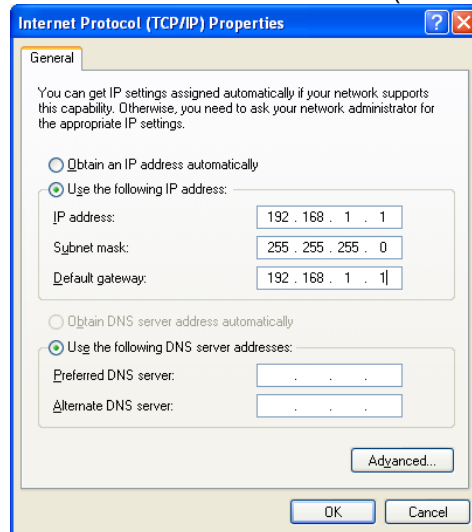 Internet Protocol (TCP/IP) Properties
General
You can get IP settings assigned automatically if your network supports
this capability. Otherwise, you need to ask your network administrator for
the appropriate IP settings.
Obtain an IP address automatically
Use the following IP address:
IP address: 192 . 168 . 1 . 1
Subnet mask: 255 . 255 . 255 . 0
Default gateway: 192 . 168 . 1 . 1
Obtain DNS server address automatically
Use the following DNS server addresses:
Preferred DNS server: . . .
Alternate DNS server: . . .
Advanced...
OK Cancel